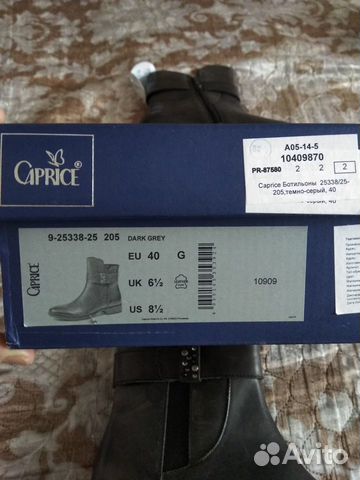 CAPRICE
A05-14-5
10409870
PR-87580 2 2 2
Caprice Ботильоны 25338/25-
205,темно-серый, 40
9-25338-25 205 DARK GREY
CAPRICE
EU 40 G
UK 6½
US 8½
10909
Avito